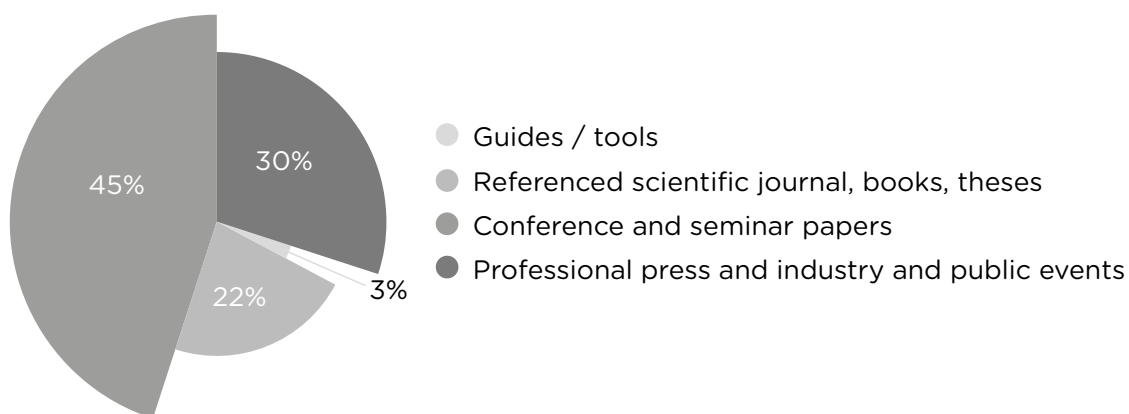 30%
45%
22%
3%
Guides / tools
Referenced scientific journal, books, theses
Conference and seminar papers
Professional press and industry and public events